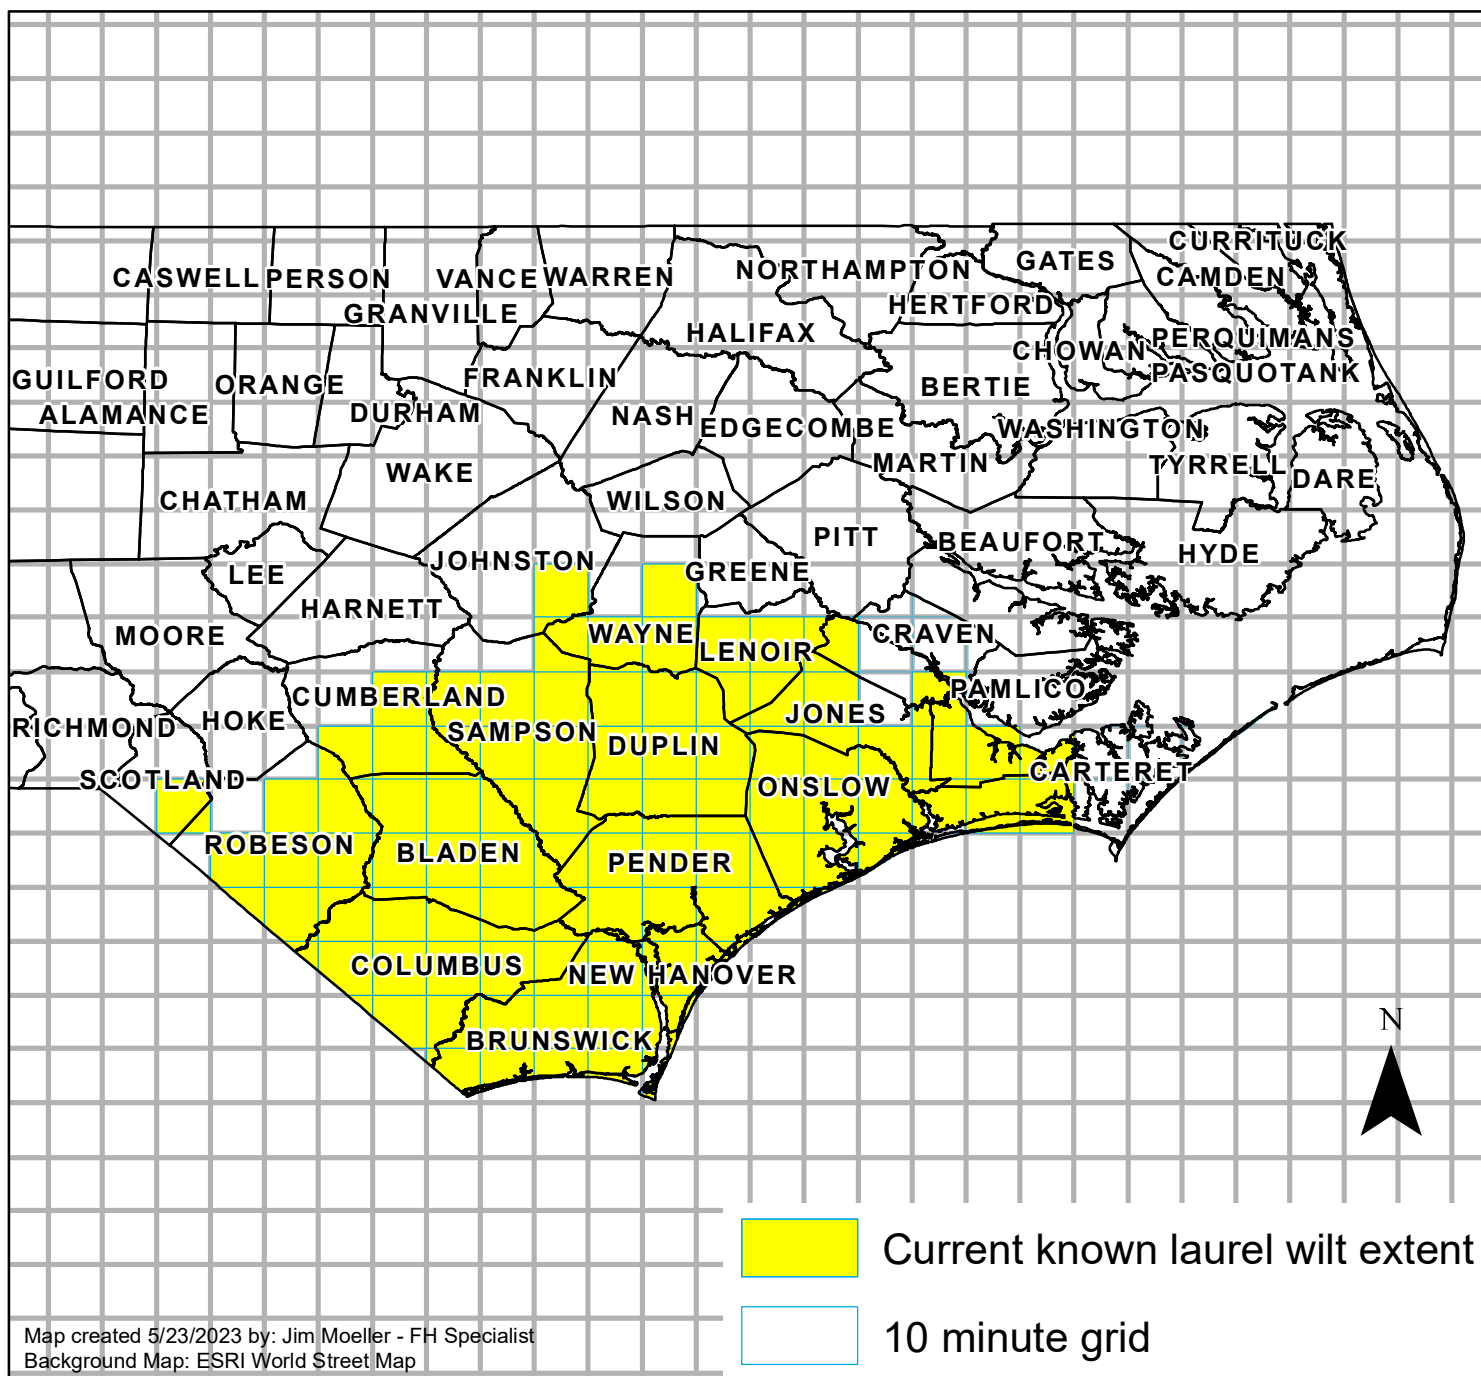 CURRITUCK
GATES
CAMDEN
NORTHAMPTON
CASWELL
PERSON
VANCE
WARREN
HERTFORD
GRANVILLE
HALIFAX
PERQUIMANS
CHOWAN
PASQUOTANK
GUILFORD
ORANGE
FRANKLIN
BERTIE
ALAMANCE
DURHAM
NASH
EDGECOMBE
WASHINGTON
MARTIN
TYRRELL
DARE
WAKE
CHATHAM
WILSON
PITT
BEAUFORT
HYDE
JOHNSTON
LEE
GREENE
HARNETT
MOORE
WAYNE
CRAVEN
LENOIR
PAMLICO
CUMBERLAND
HOKE
JONES
RICHMOND
SAMPSON
DUPLIN
SCOTLAND
CARTERET
ONSLOW
ROBESON
BLADEN
PENDER
COLUMBUS
NEW HANOVER
BRUNSWICK
N
Current known laurel wilt extent
10 minute grid
Map created 5/23/2023 by: Jim Moeller - FH Specialist
Background Map: ESRI World Street Map